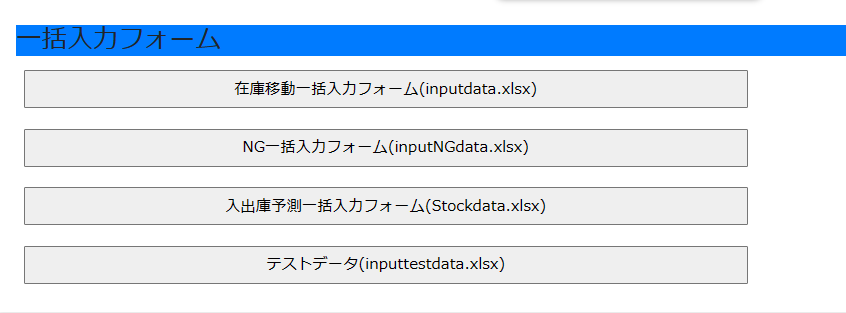 一括入力フォーム
在庫移動一括入力フォーム(inputdata.xlsx)
NG一括入力フォーム(inputNGdata.xlsx)
入出庫予測一括入力フォーム(Stockdata.xlsx)
テストデータ(inputtestdata.xlsx)